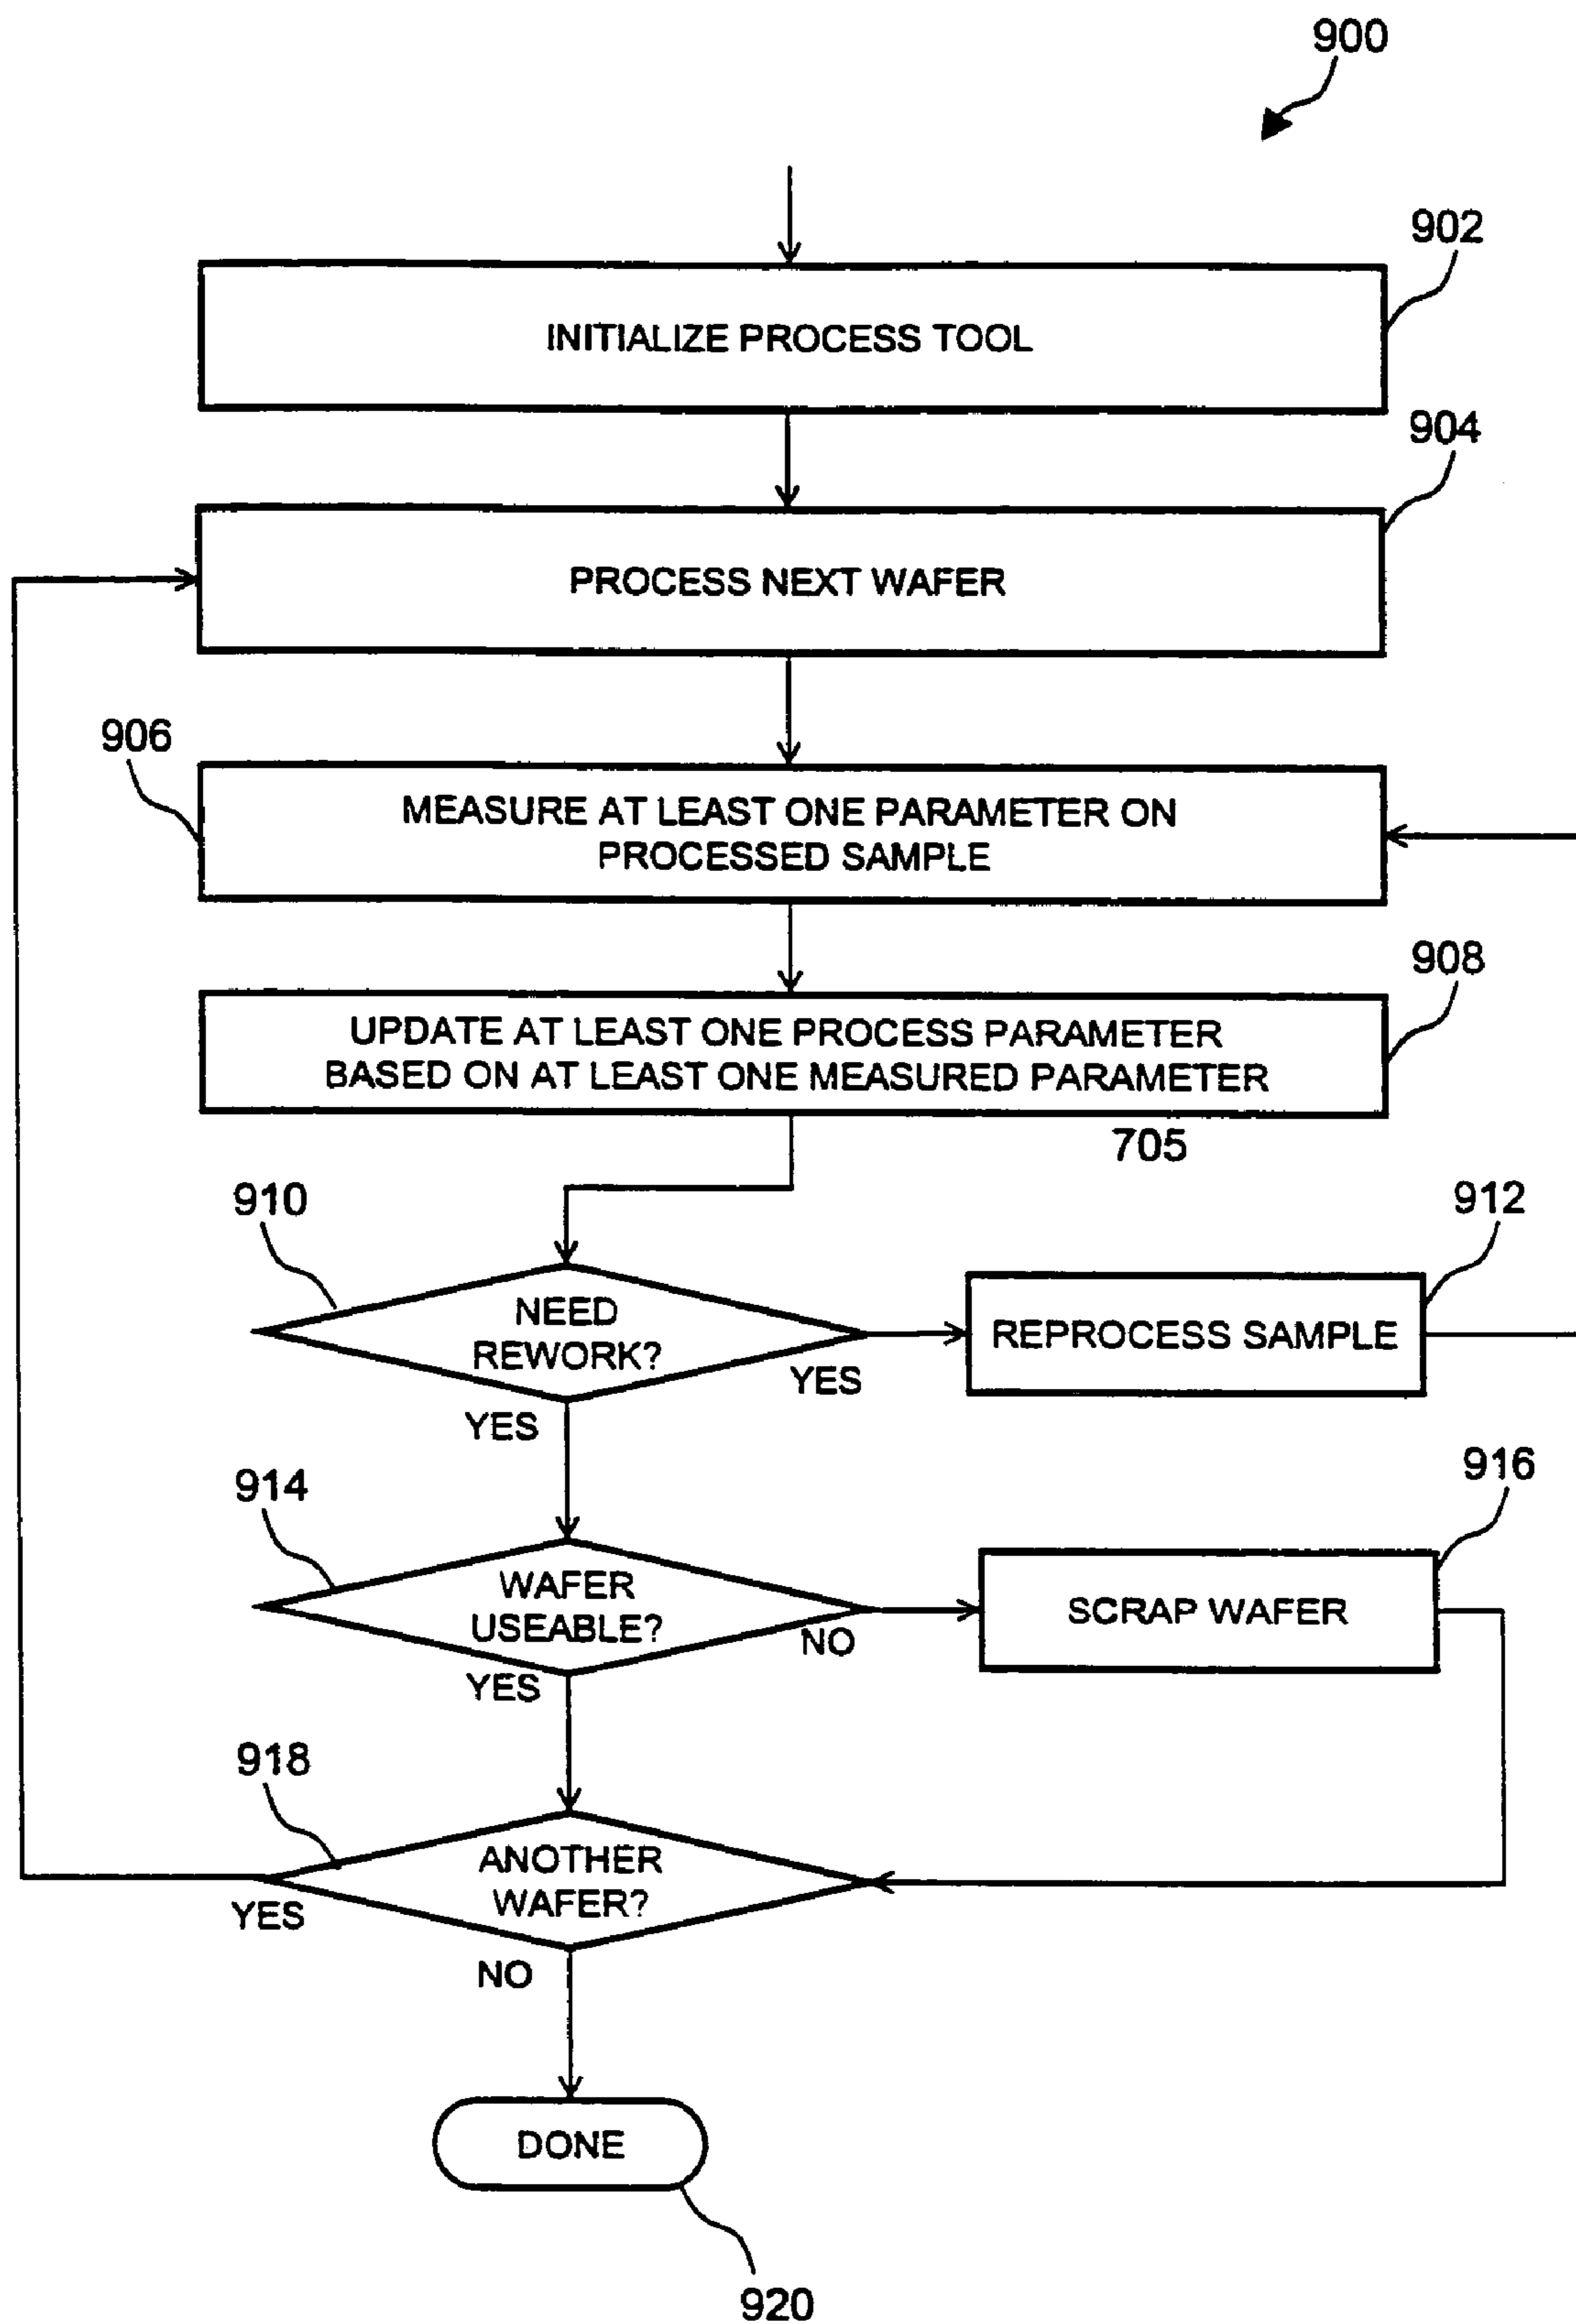 900
902
INITIALIZE PROCESS TOOL
904
PROCESS NEXT WAFER
906
MEASURE AT LEAST ONE PARAMETER ON
PROCESSED SAMPLE
908
UPDATE AT LEAST ONE PROCESS PARAMETER
BASED ON AT LEAST ONE MEASURED PARAMETER
705
910
912
NEED
REWORK?
REPROCESS SAMPLE
YES
YES
914
916
WAFER
USEABLE?
SCRAP WAFER
NO
YES
918
ANOTHER
WAFER?
YES
NO
DONE
920